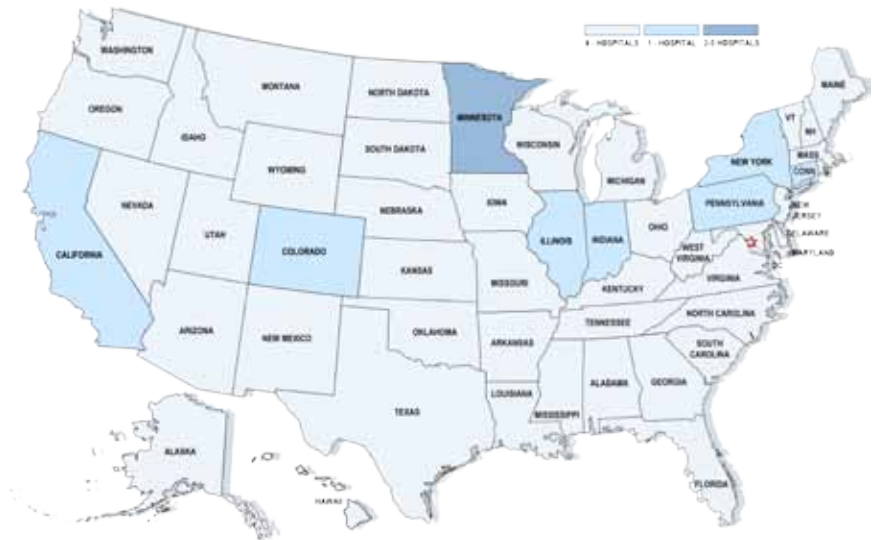 0 - HOSPITALS
1 - HOSPITAL
2-5 HOSPITALS
WASHINGTON
MONTANA
NORTH DAKOTA
MINNESOTA
MAINE
OREGON
IDAHO
VT
NH
WISCONSIN
SOUTH DAKOTA
MASS
NEW YORK
WYOMING
MICHIGAN
CONN
IOWA
PENNSYLVANIA
NEVADA
NEBRASKA
NEW
JERSEY
OHIO
UTAH
ILLINOIS
INDIANA
DELAWARE
CALIFORNIA
COLORADO
WEST
VIRGINIA
MARYLAND
DC
KANSAS
MISSOURI
VIRGINIA
KENTUCKY
NORTH CAROLINA
ARIZONA
NEW MEXICO
OKLAHOMA
TENNESSEE
ARKANSAS
SOUTH
CAROLINA
LOUISIANA
MISSISSIPPI
ALABAMA
GEORGIA
TEXAS
ALASKA
FLORIDA
HAWAII